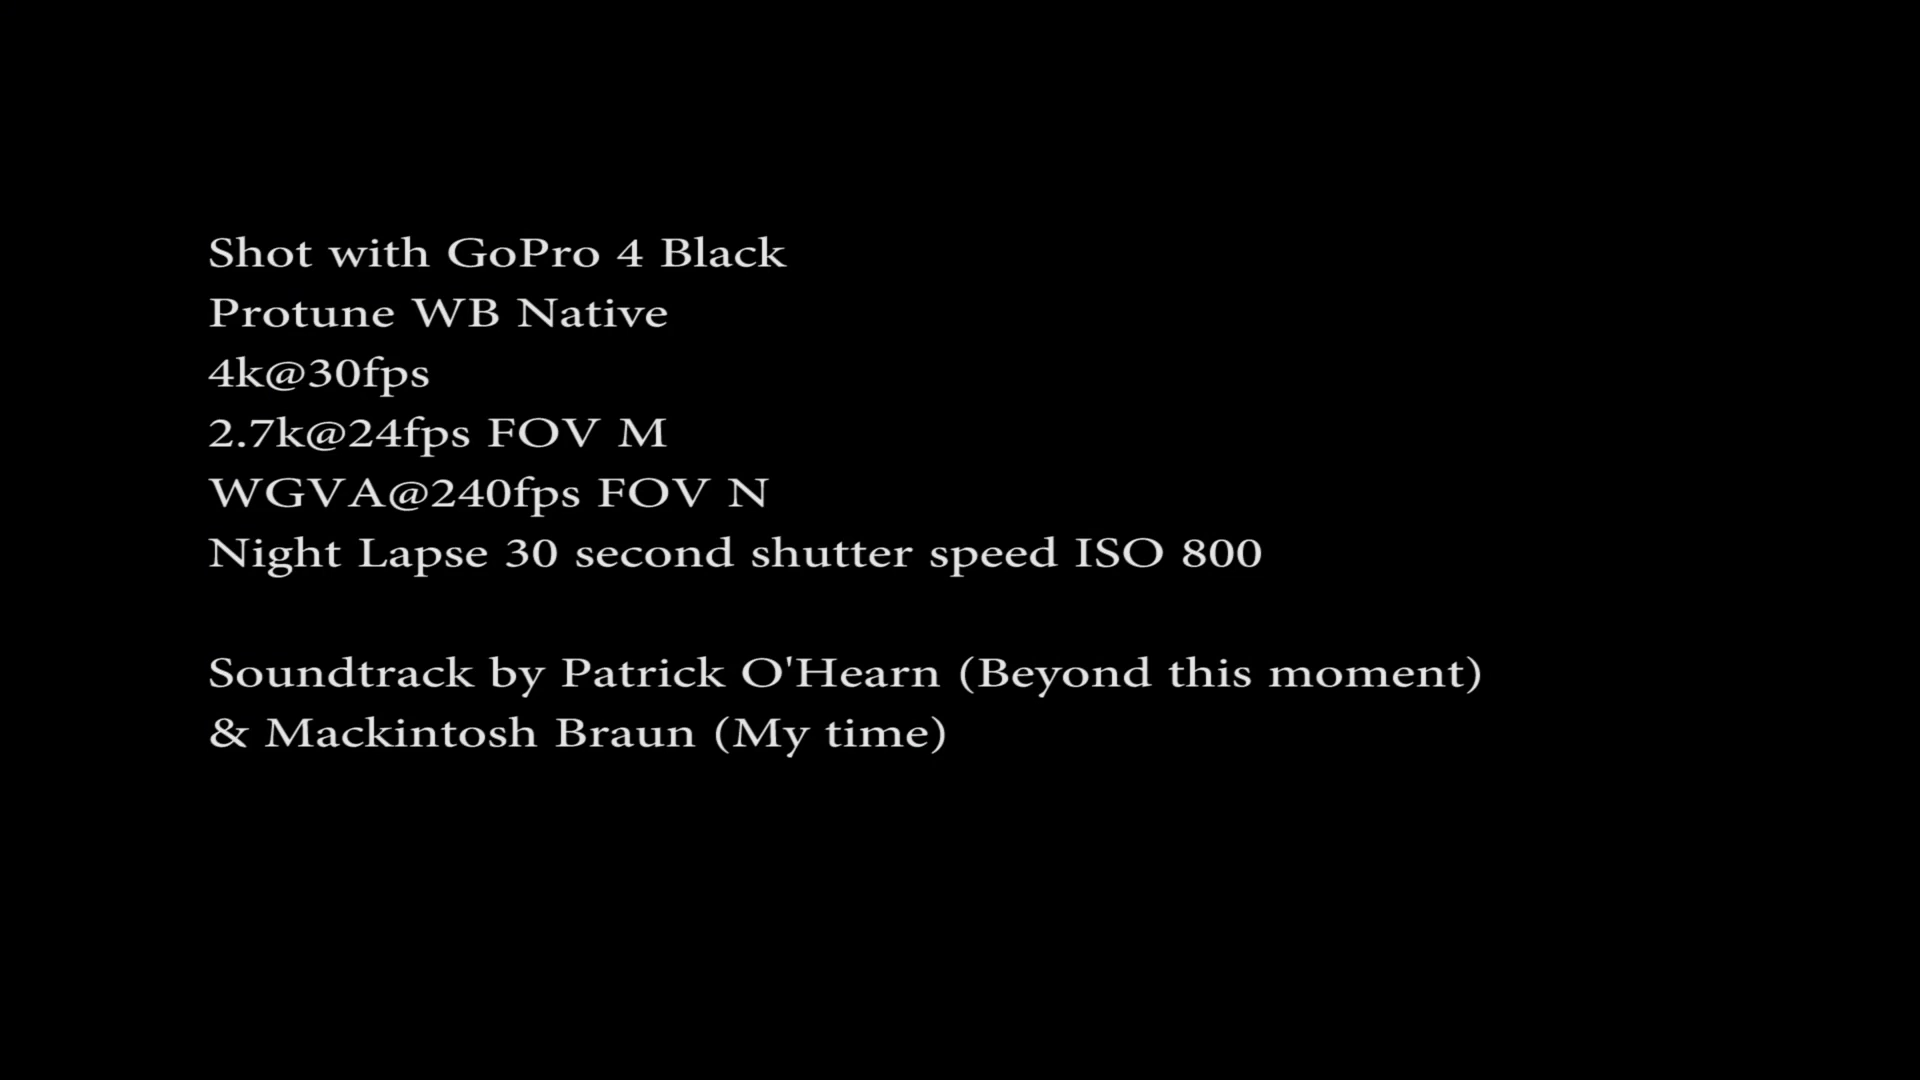 Shot with GoPro 4 Black
Protune WB Native
4k@30fps
2.7k@24fps FOV M
WGVA@240fps FOV N
Night Lapse 30 second shutter speed ISO 800
Soundtrack by Patrick O'Hearn (Beyond this moment)
& Mackintosh Braun (My time)